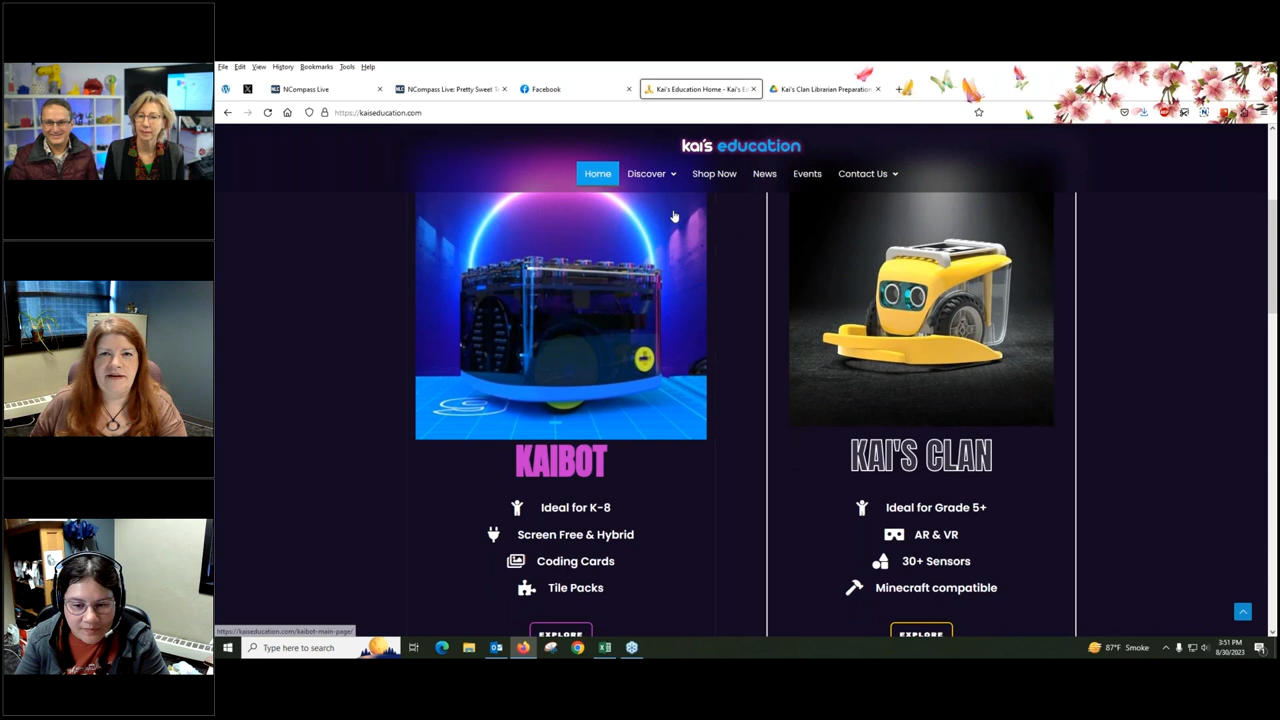 File Edit View History Bookmarks Tools Help
NCompass Live
NCompass Live: Pretty Sweet T
Facebook
Kai's Education Home - Kai's E
Kai's Clan Librarian Preparation
https://kaiseducation.com
kai's education
Home Discover Shop Now News Events Contact Us
KAIBOT
Ideal for K-8
Screen Free & Hybrid
Coding Cards
Tile Packs
EXPLORE
KAI'S CLAN
Ideal for Grade 5+
AR & VR
30+ Sensors
Minecraft compatible
EXPLORE
https://kaiseducation.com/kaibot-main-page/
Type here to search
87°F Smoke
3:51 PM
8/30/2023